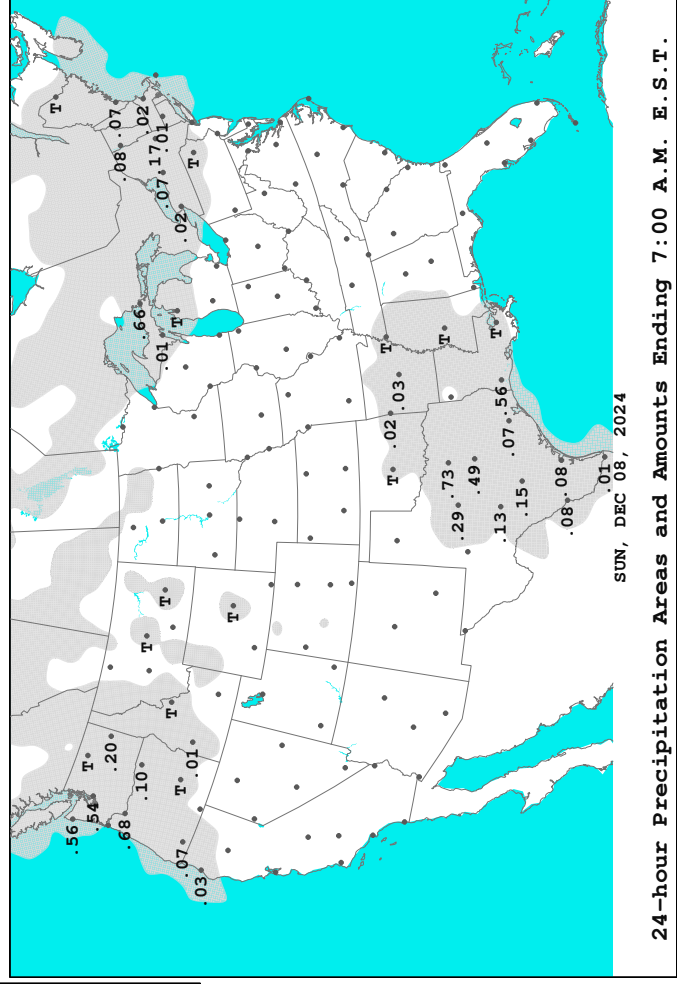 T
.56
T
.54
.20
.07
.08
.68
.66
.10
.02
T
.17
.01
.07
.01
T
T
T
T
.02
.07
.01
T
.03
T
T
.02
T
.03
T
.73
.29
.49
T
.13
.56
.07
.15
.08
.08
.01
SUN, DEC 08, 2024
24-hour Precipitation Areas and Amounts Ending 7:00 A.M. E.S.T.